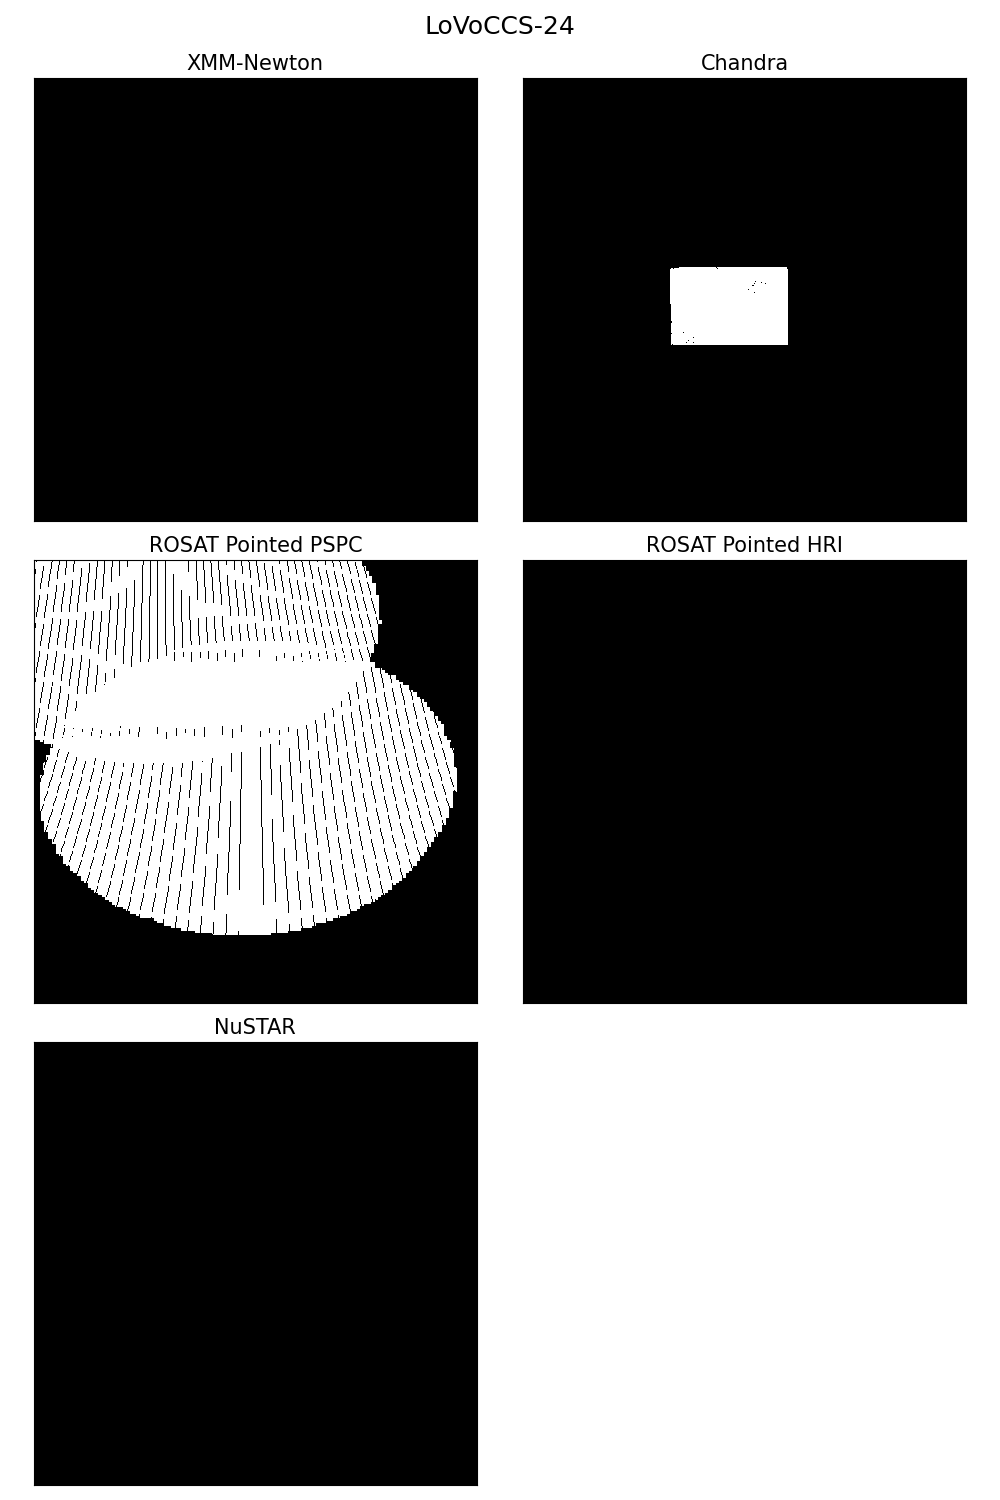 LoVoCCS-24
XMM-Newton
Chandra
ROSAT Pointed PSPC
ROSAT Pointed HRI
NuSTAR